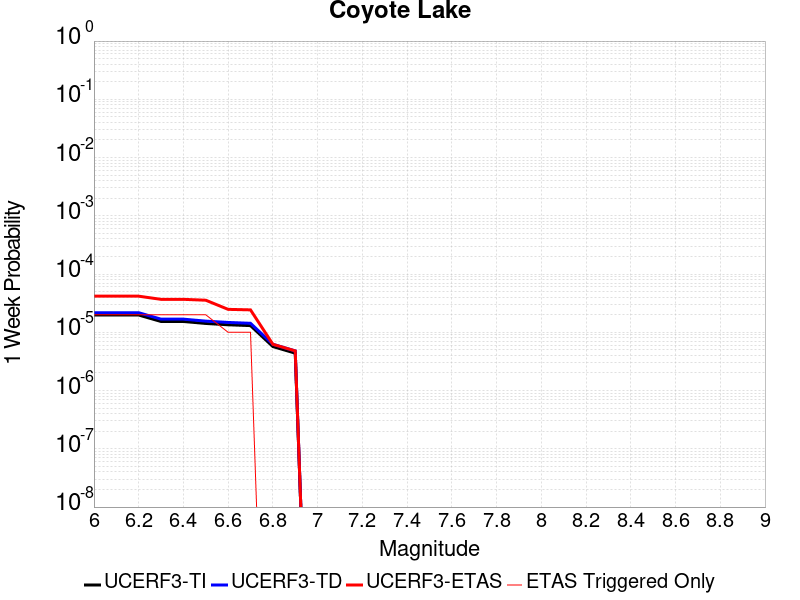 Coyote Lake
10^0
10^-1
10^-2
10^-3
10^-4
10^-5
10^-6
10^-7
10^-8
1 Week Probability
6 6.2 6.4 6.6 6.8 7 7.2 7.4 7.6 7.8 8 8.2 8.4 8.6 8.8 9
Magnitude
UCERF3-TI UCERF3-TD UCERF3-ETAS ETAS Triggered Only